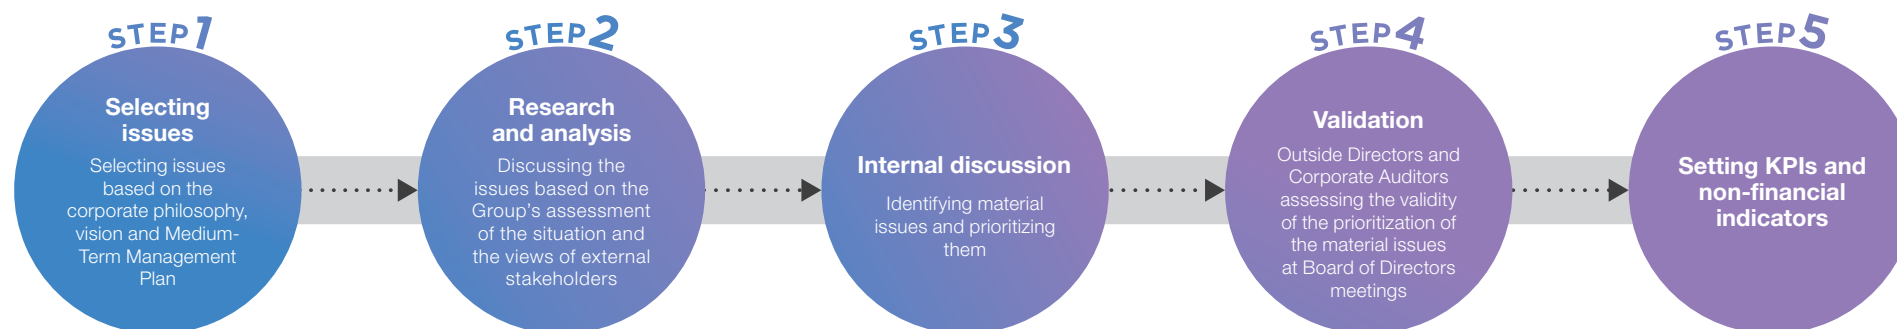 STEP 1
Selecting
issues
Selecting issues
based on the
corporate philosophy,
vision and Medium-
Term Management
Plan
STEP 2
Research
and analysis
Discussing the
issues based on the
Group's assessment
of the situation and
the views of external
stakeholders
STEP 3
Internal discussion
Identifying material
issues and prioritizing
them
STEP 4
Validation
Outside Directors and
Corporate Auditors
assessing the validity
of the prioritization of
the material issues
at Board of Directors
meetings
STEP 5
Setting KPIs and
non-financial
indicators